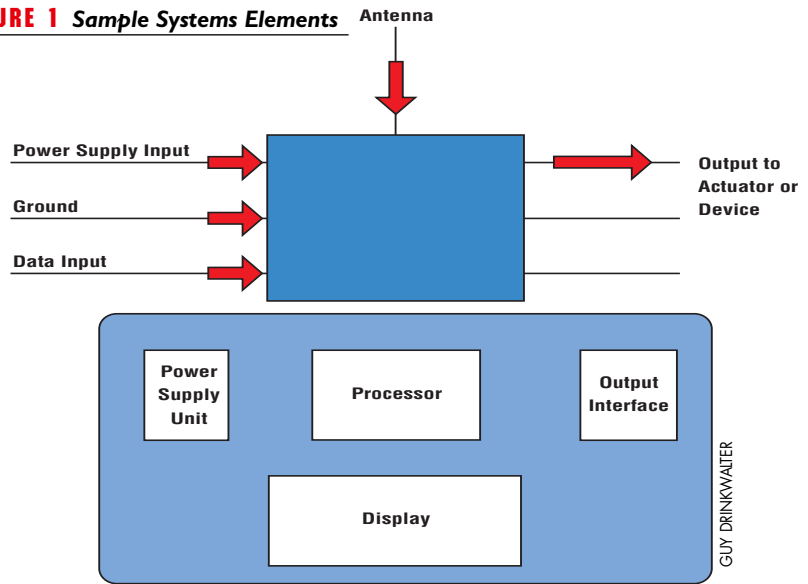 URE 1 Sample Systems Elements
Antenna
Power Supply Input
Ground
Data Input
Output to
Actuator or
Device
Power
Supply
Unit
Processor
Output
Interface
Display
GUY DRINKWALTER